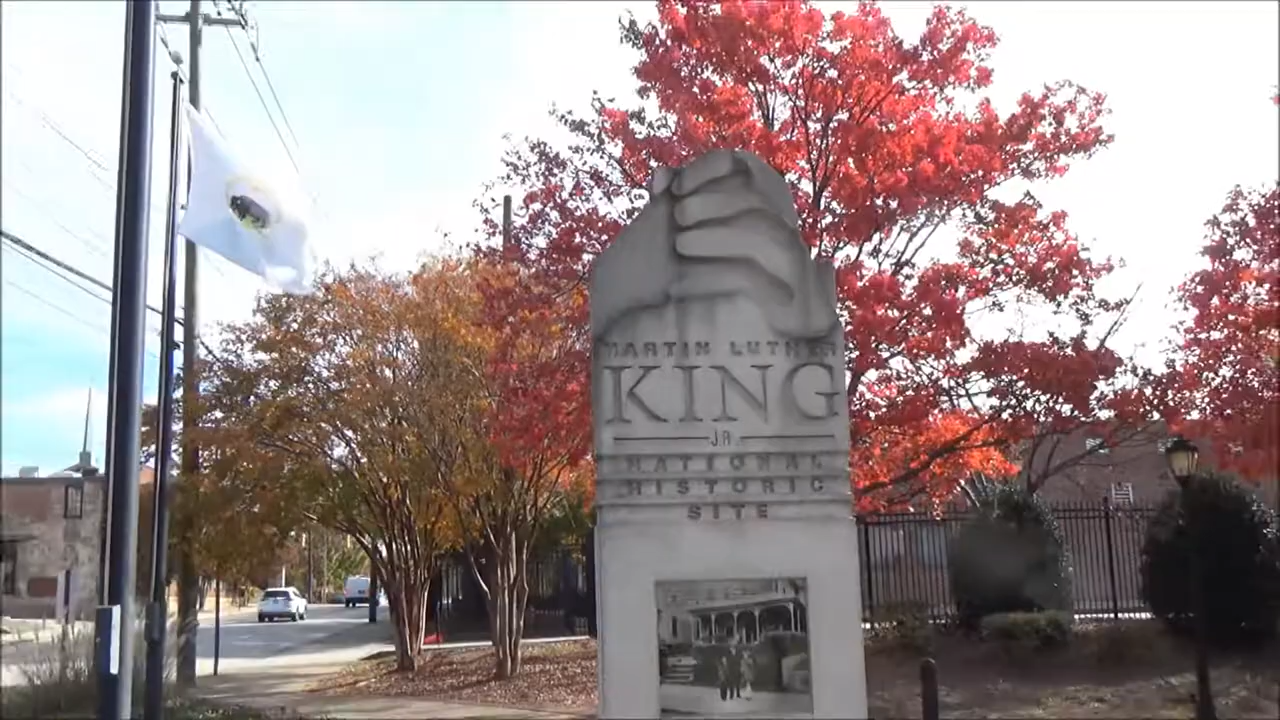 MARTIN LUTHER
KING
JR.
NATIONAL
HISTORIC
SITE